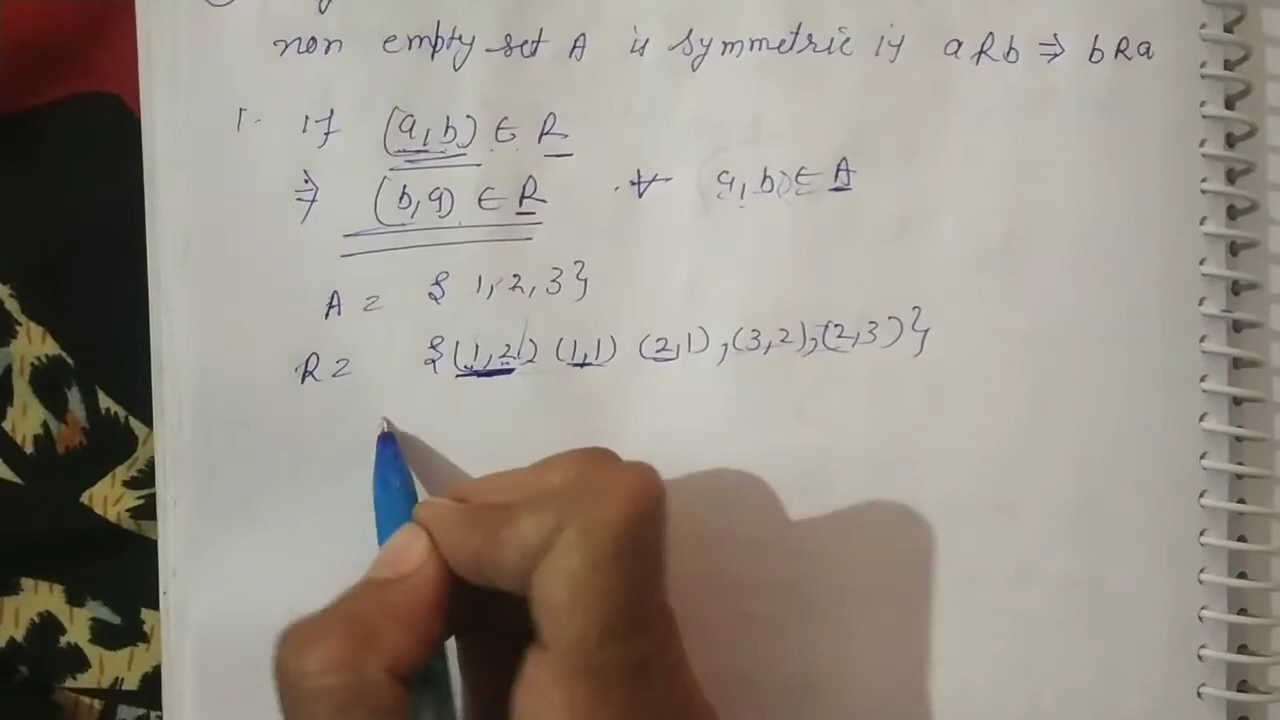 non empty set A is symmetric if aRb ⇒ bRa
1. If (a,b) ∈ R
⇒ (b,a) ∈ R ∀ a,b ∈ A
A = { 1,2,3}
R = {(1,2) (1,1) (2,1),(3,2),(2,3)}